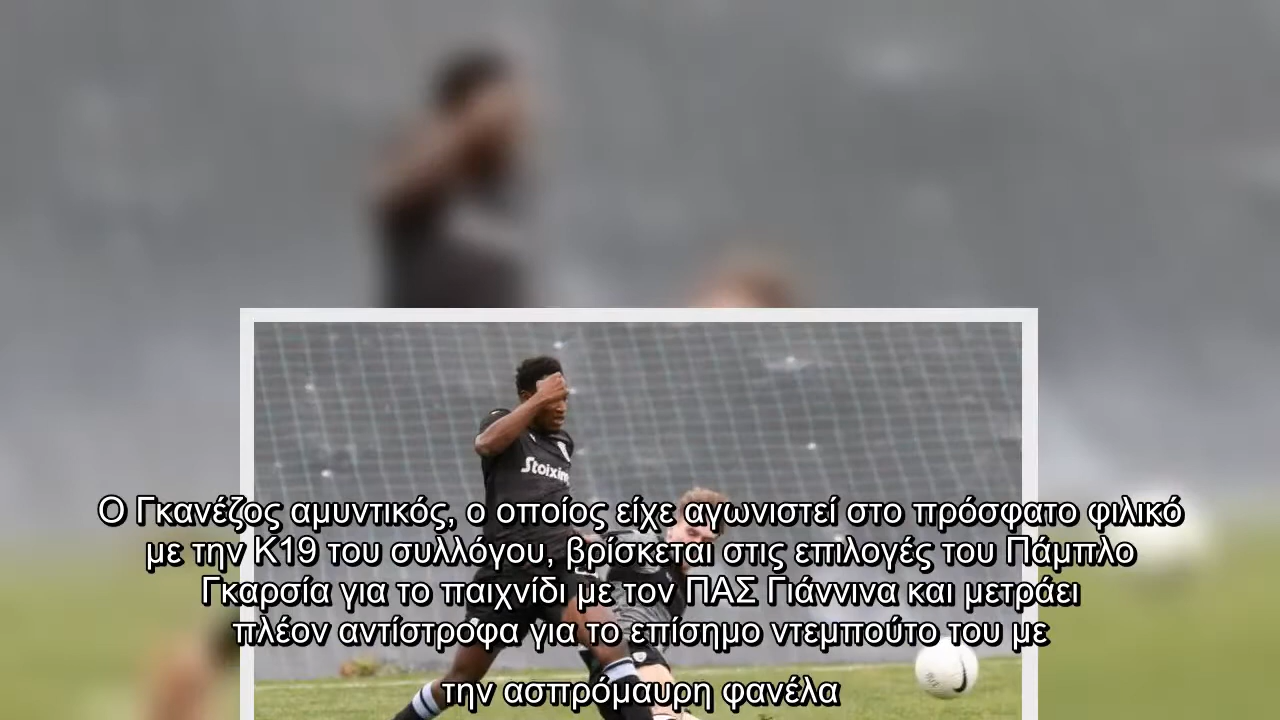 Stoixim
Ο Γκανέζος αμυντικός, ο οποίος είχε αγωνιστεί στο πρόσφατο φιλικό
με την Κ19 του συλλόγου, βρίσκεται στις επιλογές του Πάμπλο
Γκαρσία για το παιχνίδι με τον ΠΑΣ Γιάννινα και μετράει
πλέον αντίστροφα για το επίσημο ντεμπούτο του με
την ασπρόμαυρη φανέλα